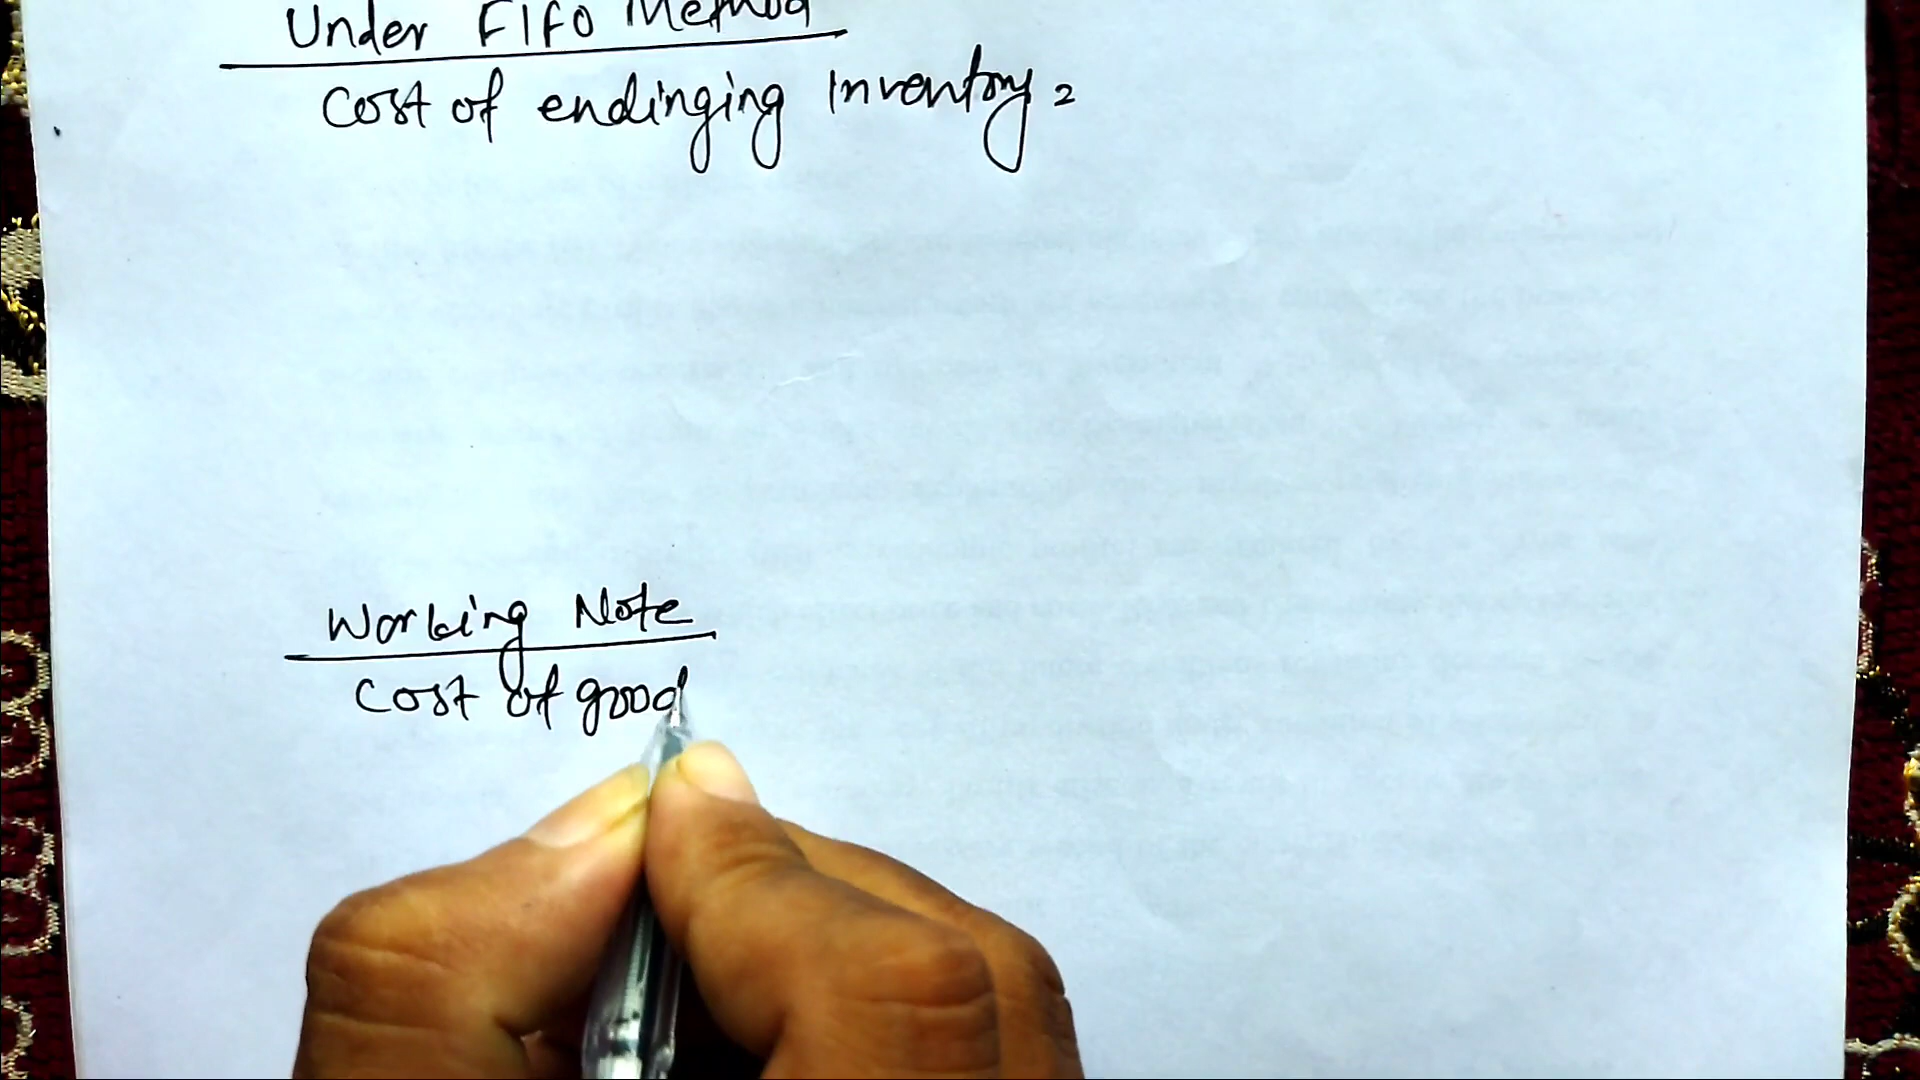 Under FIFO Method
Cost of endinging Inventory =
Working Note
Cost of good